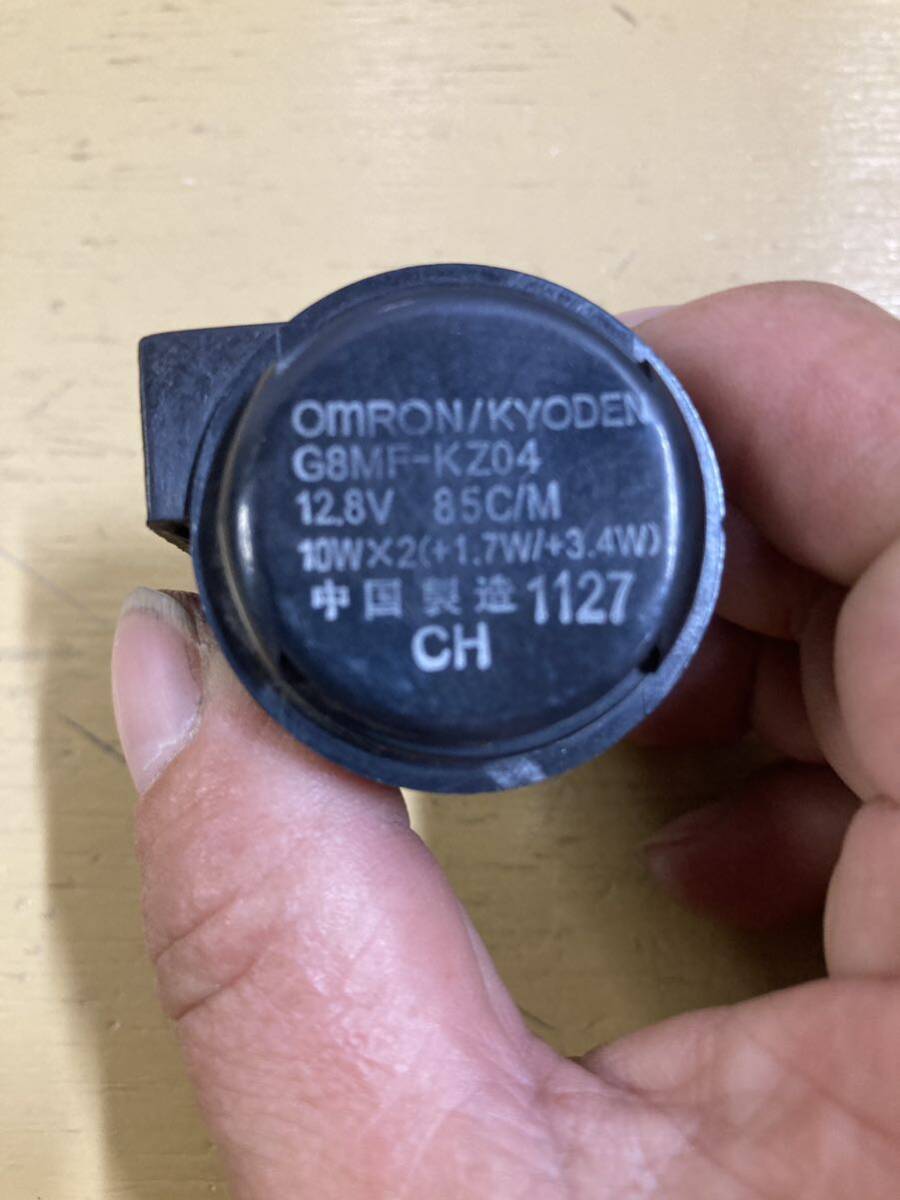 OMRON/KYODEN
G8MF-KZ04
12.8V 85C/M
10W×2(+1.7W/+3.4W)
中国製造 1127
CH